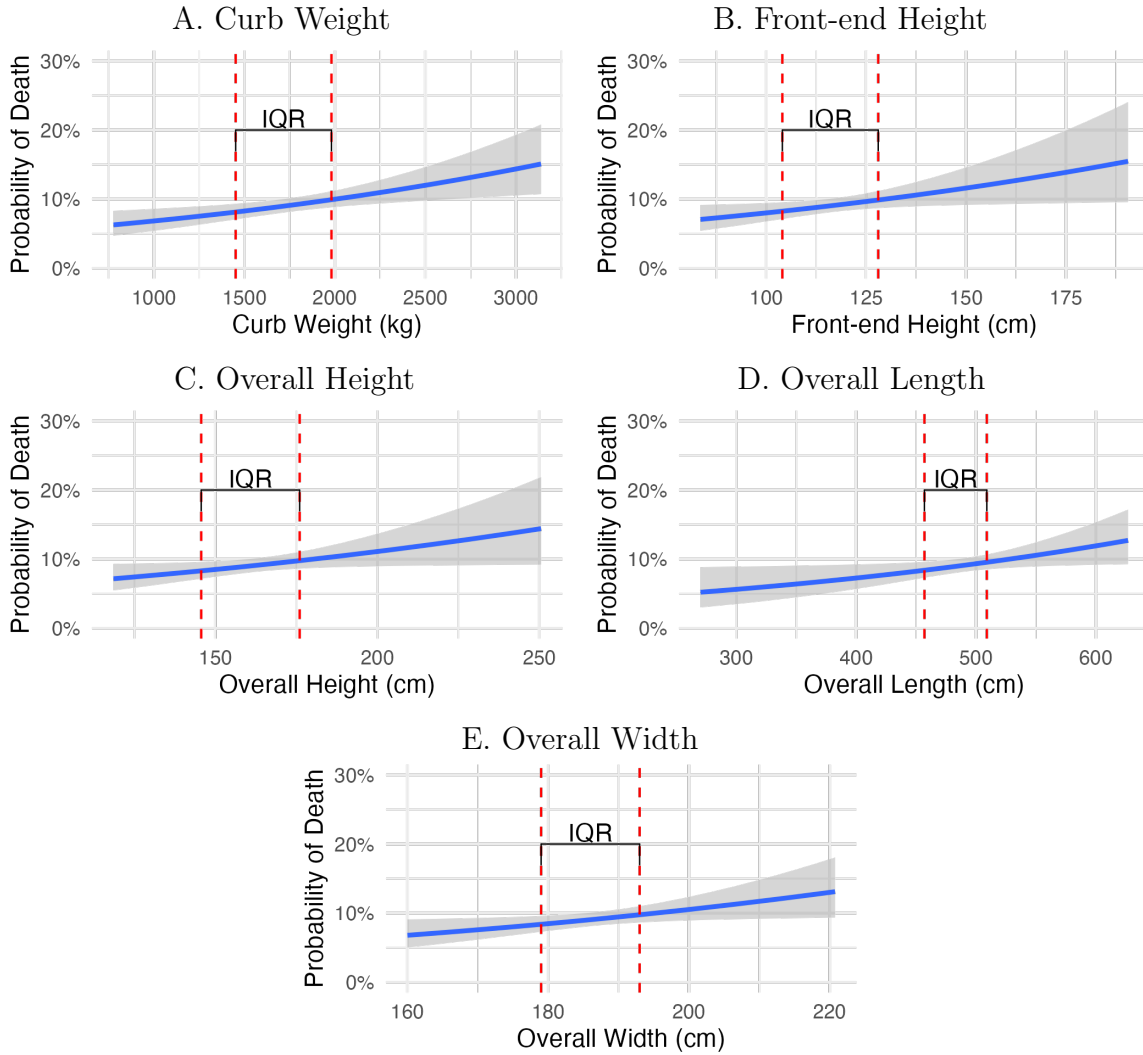 A. Curb Weight
Probability of Death
30%
20%
10%
0%
IQR
1000 1500 2000 2500 3000
Curb Weight (kg)
B. Front-end Height
Probability of Death
30%
20%
10%
0%
IQR
100 125 150 175
Front-end Height (cm)
C. Overall Height
Probability of Death
30%
20%
10%
0%
IQR
150 200 250
Overall Height (cm)
D. Overall Length
Probability of Death
30%
20%
10%
0%
IQR
300 400 500 600
Overall Length (cm)
E. Overall Width
Probability of Death
30%
20%
10%
0%
IQR
160 180 200 220
Overall Width (cm)